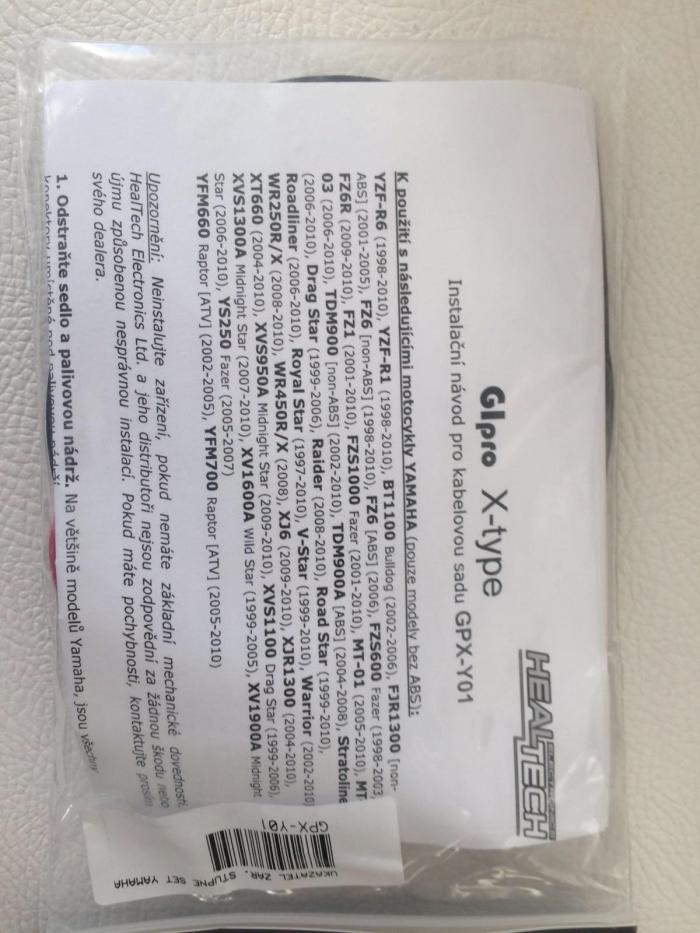 HEALTECH
GIpro X-type
Instalační návod pro kabelovou sadu GPX-Y01
K použití s následujícími motocykly YAMAHA (pouze modely bez ABS):
YZF-R6 (1998-2010), YZF-R1 (1998-2010), BT1100 Bulldog (2002-2006), FJR1300 [non-
ABS] (2001-2005), FZ6 [non-ABS] (1998-2010), FZ6 [ABS] (2006), FZS600 Fazer (1998-2003
FZ6R (2009-2010), FZ1 (2001-2010), FZS1000 Fazer (2001-2010), MT-01 (2005-2010), MT-
03 (2006-2010), TDM900 [non-ABS] (2002-2010), TDM900A [ABS] (2004-2008), Stratoline
(2006-2010), Drag Star (1999-2006), Raider (2008-2010), Road Star (1999-2010),
Roadliner (2006-2010), Royal Star (1997-2010), V-Star (1999-2010), Warrior (2002-2010)
WR250R/X (2008-2010), WR450R/X (2008), XJ6 (2009-2010), XJR1300 (2004-2010),
XT660 (2004-2010), XVS950A Midnight Star (2009-2010), XVS1100 Drag Star (1999-2006),
XVS1300A Midnight Star (2007-2010), XV1600A Wild Star (1999-2005), XV1900A Midnight
Star (2006-2010), YS250 Fazer (2005-2007)
YFM660 Raptor [ATV] (2002-2005), YFM700 Raptor [ATV] (2005-2010)
Upozornění: Neinstalujte zařízení, pokud nemáte základní mechanické dovednosti.
HealTech Electronics Ltd. a jeho distributoři nejsou zodpovědní za žádnou škodu nebo
újmu způsobenou nesprávnou instalací. Pokud máte pochybnosti, kontaktujte prosím
svého dealera.
1. Odstraňte sedlo a palivovou nádrž. Na většině modelů Yamaha, jsou všechny
UKAZATEL ZAR. STUPNE SET YAMAHA
GPX-Y01